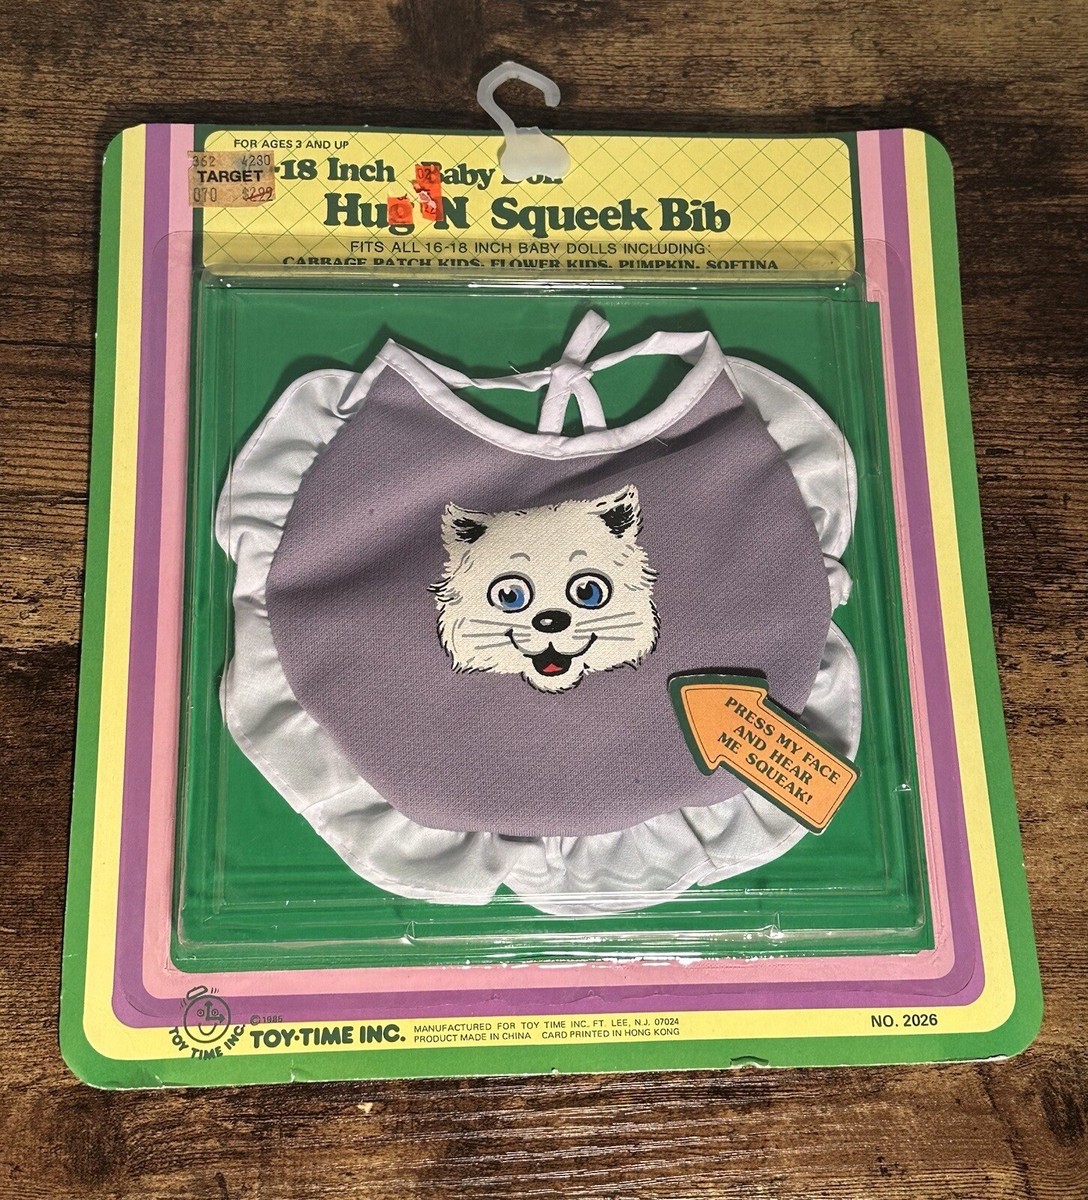 FOR AGES 3 AND UP
362 4230
TARGET
070 $2.99
-18 Inch Baby Doll
Hug 'N Squeek Bib
FITS ALL 16-18 INCH BABY DOLLS INCLUDING:
CABBAGE PATCH KIDS, FLOWER KIDS, PUMPKIN, SOFTINA
PRESS MY FACE
AND HEAR
ME SQUEAK!
TOY TIME INC.
©1985
TOY·TIME INC.
MANUFACTURED FOR TOY TIME INC., FT. LEE, N.J. 07024
PRODUCT MADE IN CHINA CARD PRINTED IN HONG KONG
NO. 2026